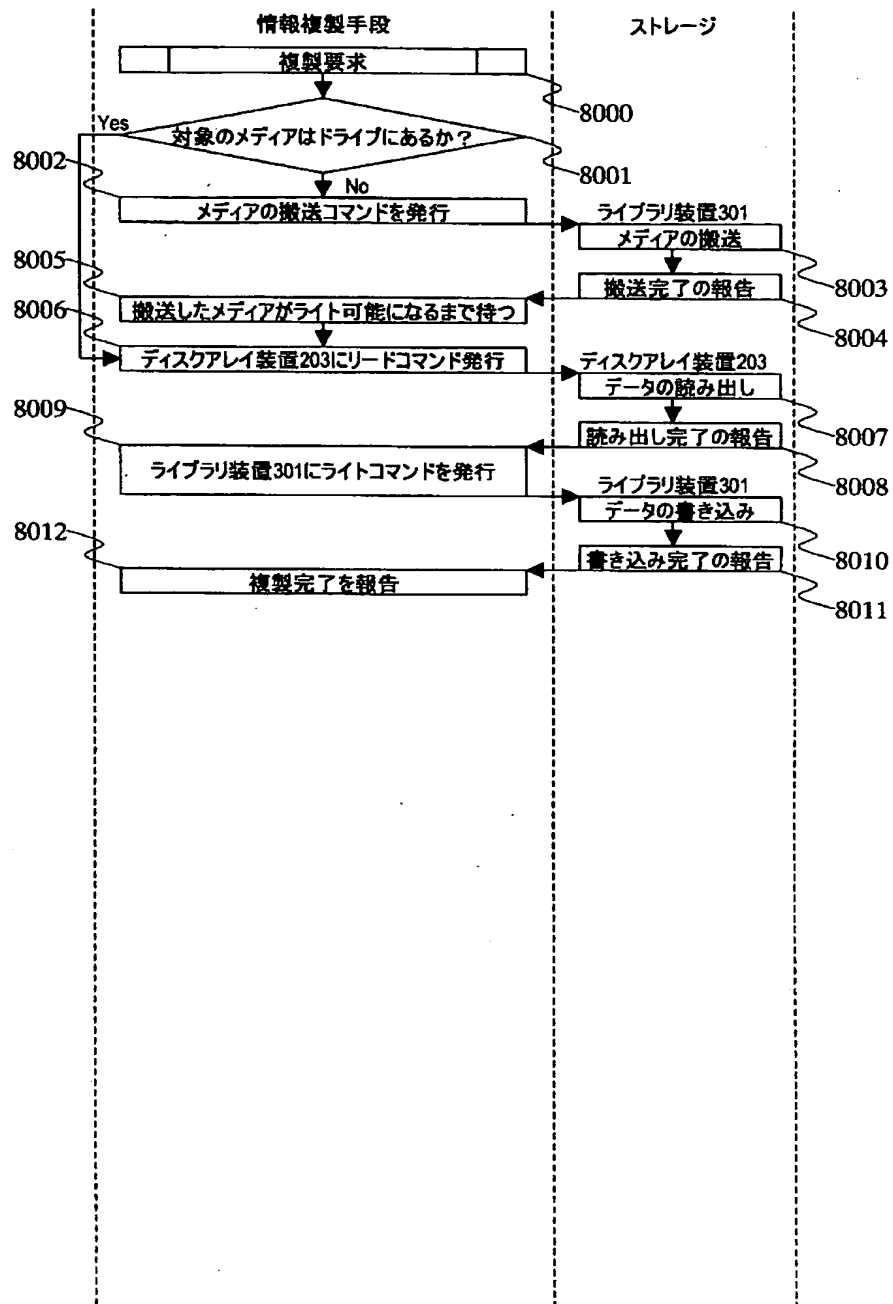 情報複製手段
ストレージ
複製要求
8000
Yes
対象のメディアはドライブにあるか？
8001
8002
No
メディアの搬送コマンドを発行
ライブラリ装置301
メディアの搬送
8003
8005
搬送完了の報告
8004
8006
搬送したメディアがライト可能になるまで待つ
ディスクアレイ装置203にリードコマンド発行
ディスクアレイ装置203
データの読み出し
8007
8009
読み出し完了の報告
8008
ライブラリ装置301にライトコマンドを発行
ライブラリ装置301
データの書き込み
8010
8012
書き込み完了の報告
8011
複製完了を報告